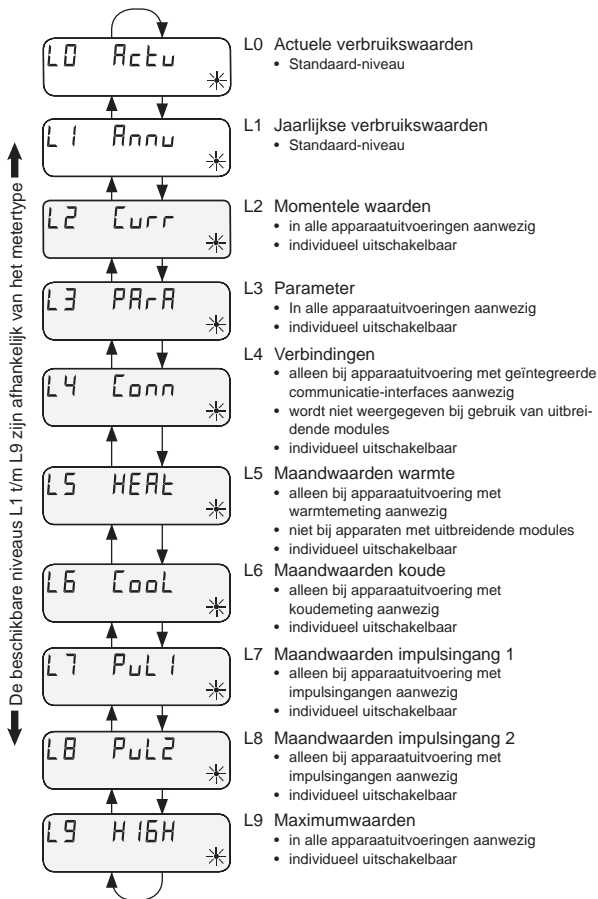 L0 Actu
L0 Actuele verbruikswaarden
• Standaard-niveau
L1 Annu
L1 Jaarlijkse verbruikswaarden
• Standaard-niveau
L2 Curr
L2 Momentele waarden
• in alle apparaatuitvoeringen aanwezig
• individueel uitschakelbaar
L3 PArA
L3 Parameter
• In alle apparaatuitvoeringen aanwezig
• individueel uitschakelbaar
L4 Conn
L4 Verbindingen
• alleen bij apparaatuitvoering met geïntegreerde
communicatie-interfaces aanwezig
• wordt niet weergegeven bij gebruik van uitbrei-
dende modules
• individueel uitschakelbaar
L5 HEAt
L5 Maandwaarden warmte
• alleen bij apparaatuitvoering met
warmtemeting aanwezig
• niet bij apparaten met uitbreidende modules
• individueel uitschakelbaar
L6 CooL
L6 Maandwaarden koude
• alleen bij apparaatuitvoering met
koudemeting aanwezig
• individueel uitschakelbaar
L7 PuL1
L7 Maandwaarden impulsingang 1
• alleen bij apparaatuitvoering met
impulsingangen aanwezig
• individueel uitschakelbaar
L8 PuL2
L8 Maandwaarden impulsingang 2
• alleen bij apparaatuitvoering met
impulsingangen aanwezig
• individueel uitschakelbaar
L9 HIGH
L9 Maximumwaarden
• in alle apparaatuitvoeringen aanwezig
• individueel uitschakelbaar
De beschikbare niveaus L1 t/m L9 zijn afhankelijk van het metertype